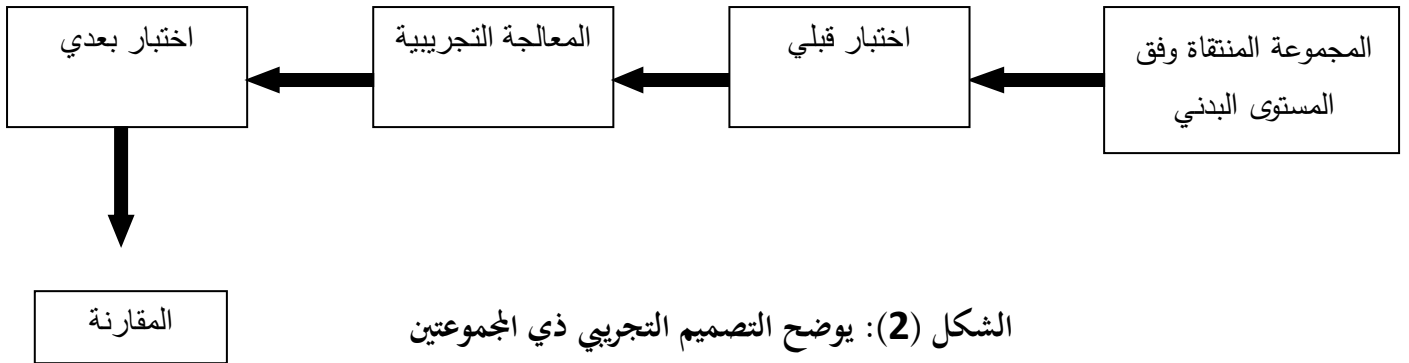 المجموعة المنتقاة وفق
المستوى البدني
اختبار قبلي
المعالجة التجريبية
اختبار بعدي
المقارنة
الشكل (2): يوضح التصميم التجريبي ذي المجموعتين